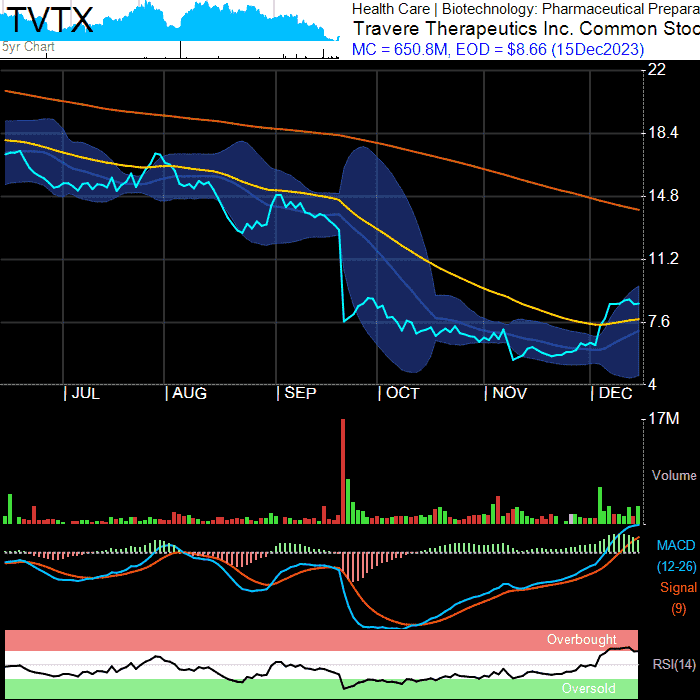 TVTX
5yr Chart
Health Care | Biotechnology: Pharmaceutical Prepara
Travere Therapeutics Inc. Common Stoc
MC = 650.8M, EOD = $8.66 (15Dec2023)
22
18.4
14.8
11.2
7.6
4
| JUL | AUG | SEP | OCT | NOV | DEC
17M
Volume
MACD
(12-26)
Signal
(9)
Overbought
RSI(14)
Oversold